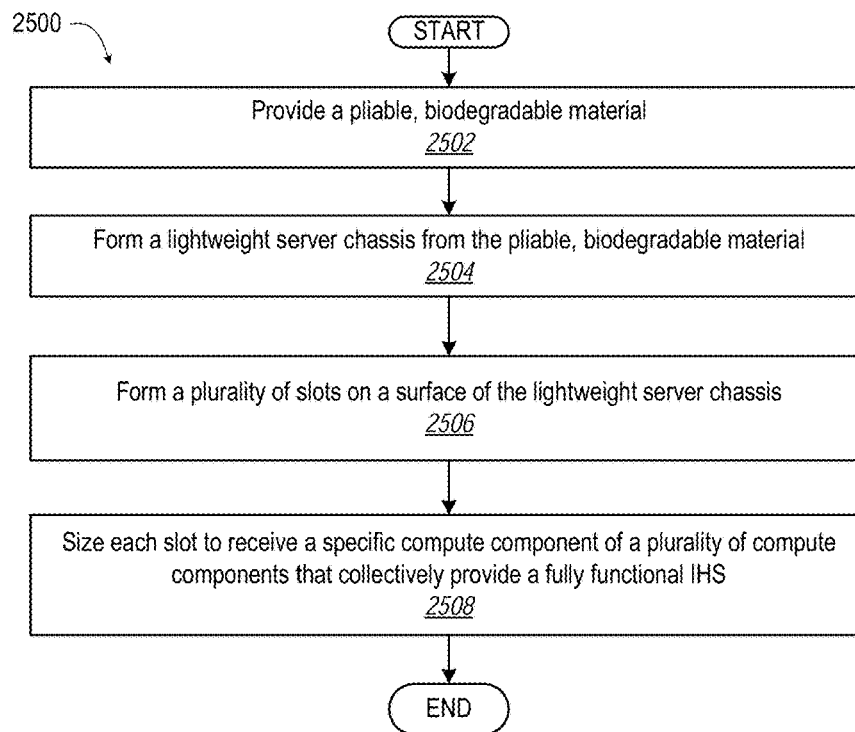 2500
START
Provide a pliable, biodegradable material
2502
Form a lightweight server chassis from the pliable, biodegradable material
2504
Form a plurality of slots on a surface of the lightweight server chassis
2506
Size each slot to receive a specific compute component of a plurality of compute
components that collectively provide a fully functional IHS
2508
END